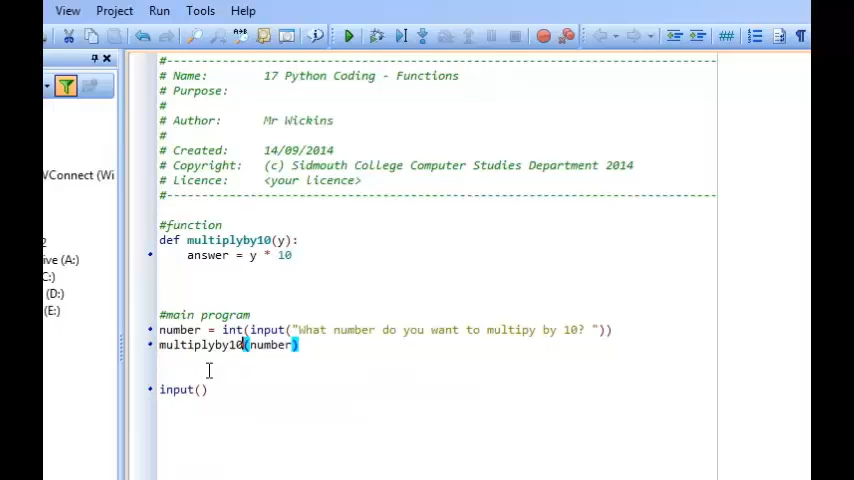 View Project Run Tools Help
#-----------------------------------------------------------------------
# Name: 17 Python Coding - Functions
# Purpose:
#
# Author: Mr Wickins
#
# Created: 14/09/2014
# Copyright: (c) Sidmouth College Computer Studies Department 2014
# Licence: <your licence>
#-----------------------------------------------------------------------
VConnect (Wi
#function
2
def multiplyby10(y):
answer = y * 10
ive (A:)
C:)
(D:)
(E:)
#main program
number = int(input("What number do you want to multipy by 10? "))
multiplyby10(number)
input()